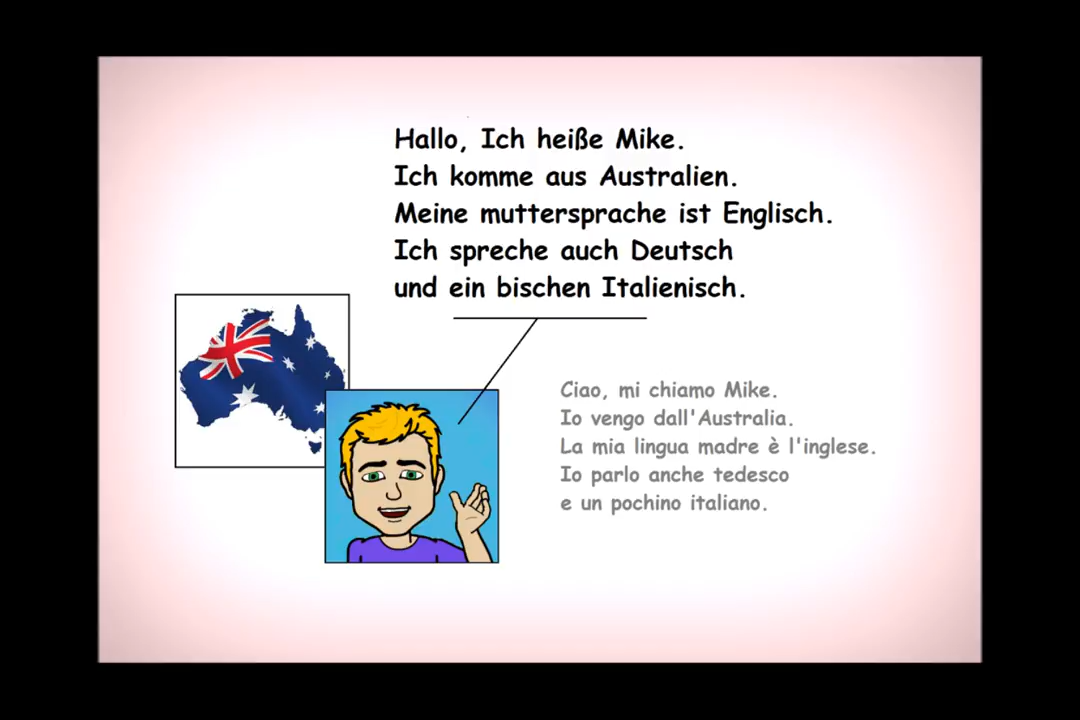 Hallo, Ich heiße Mike.
Ich komme aus Australien.
Meine muttersprache ist Englisch.
Ich spreche auch Deutsch
und ein bischen Italienisch.
Ciao, mi chiamo Mike.
Io vengo dall'Australia.
La mia lingua madre è l'inglese.
Io parlo anche tedesco
e un pochino italiano.